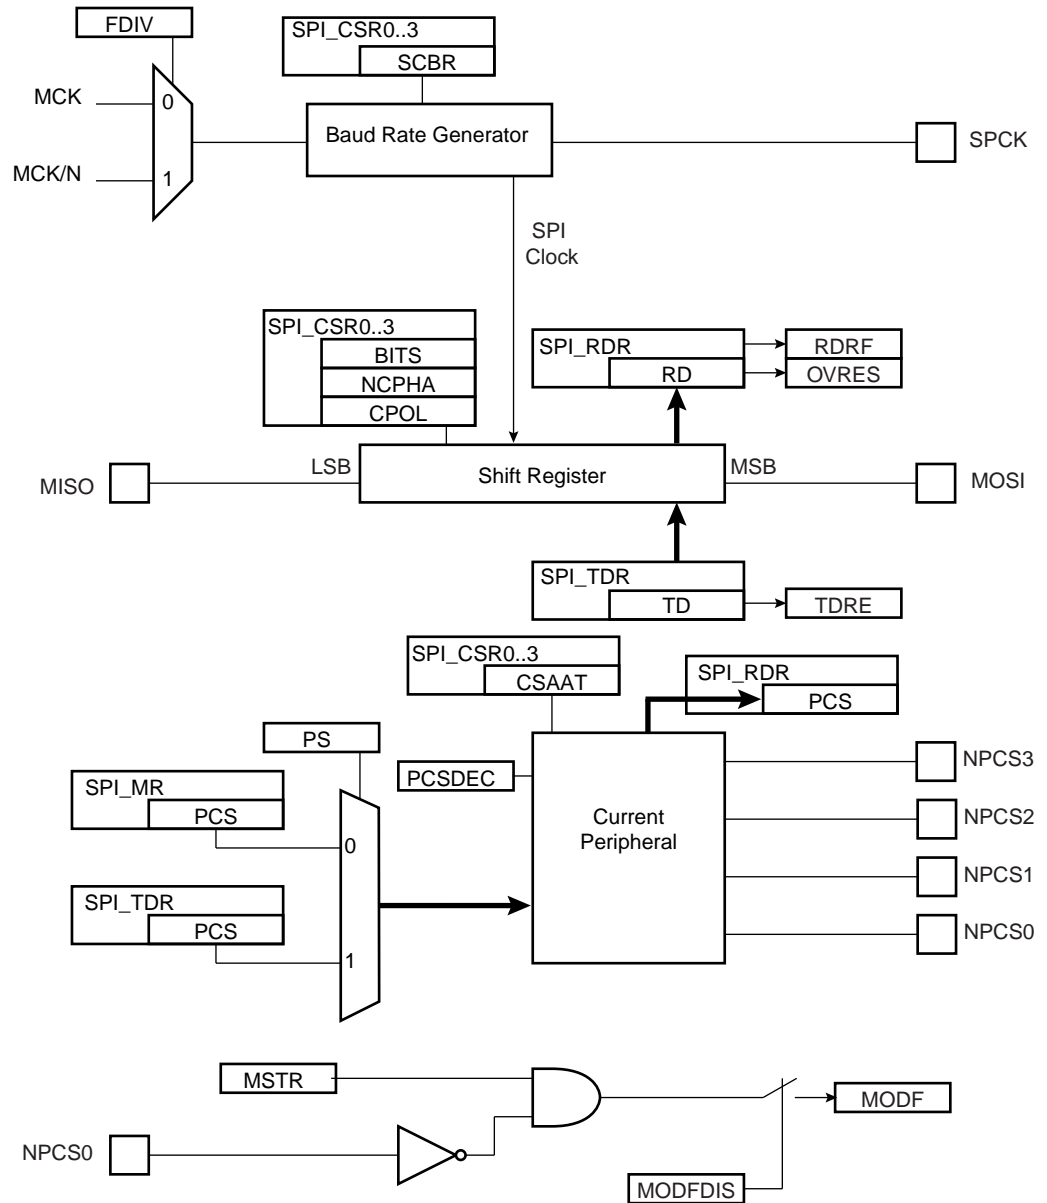 FDIV
SPI_CSR0..3
SCBR
MCK
0
Baud Rate Generator
SPCK
MCK/N
1
SPI
Clock
SPI_CSR0..3
BITS
NCPHA
CPOL
SPI_RDR
RD
RDRF
OVRES
MISO
LSB
Shift Register
MSB
MOSI
SPI_TDR
TD
TDRE
SPI_CSR0..3
CSAAT
SPI_RDR
PCS
PS
PCSDEC
SPI_MR
PCS
0
SPI_TDR
PCS
1
Current
Peripheral
NPCS3
NPCS2
NPCS1
NPCS0
MSTR
MODF
NPCS0
MODFDIS